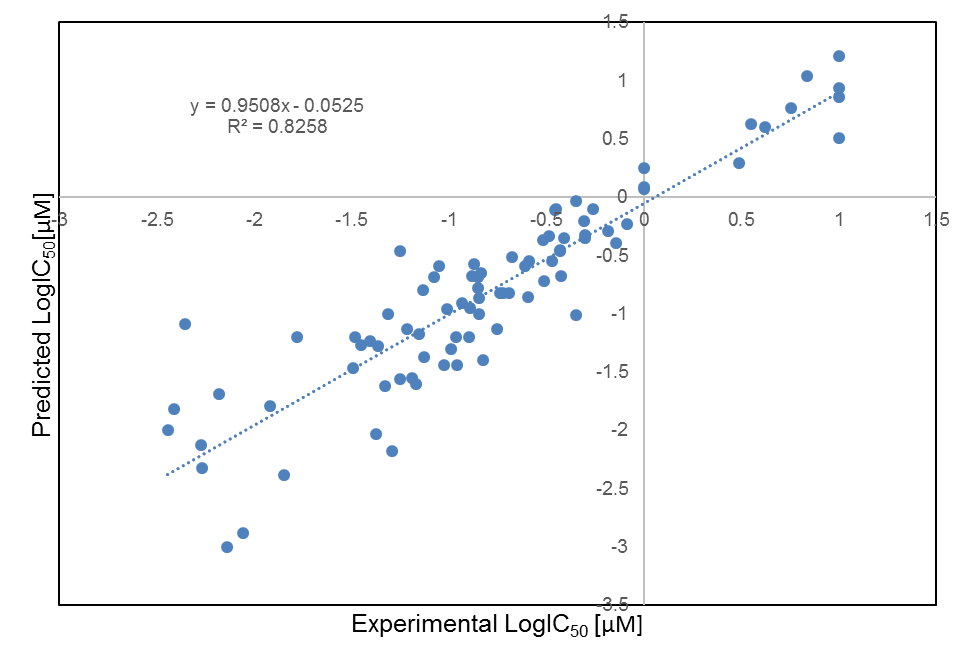 1.5
1
y = 0.9508x - 0.0525
R² = 0.8258
0.5
0
-3 -2.5 -2 -1.5 -1 -0.5 0 0.5 1 1.5
-0.5
-1
-1.5
-2
-2.5
-3
-3.5
Predicted LogIC₅₀[µM]
Experimental LogIC₅₀ [µM]